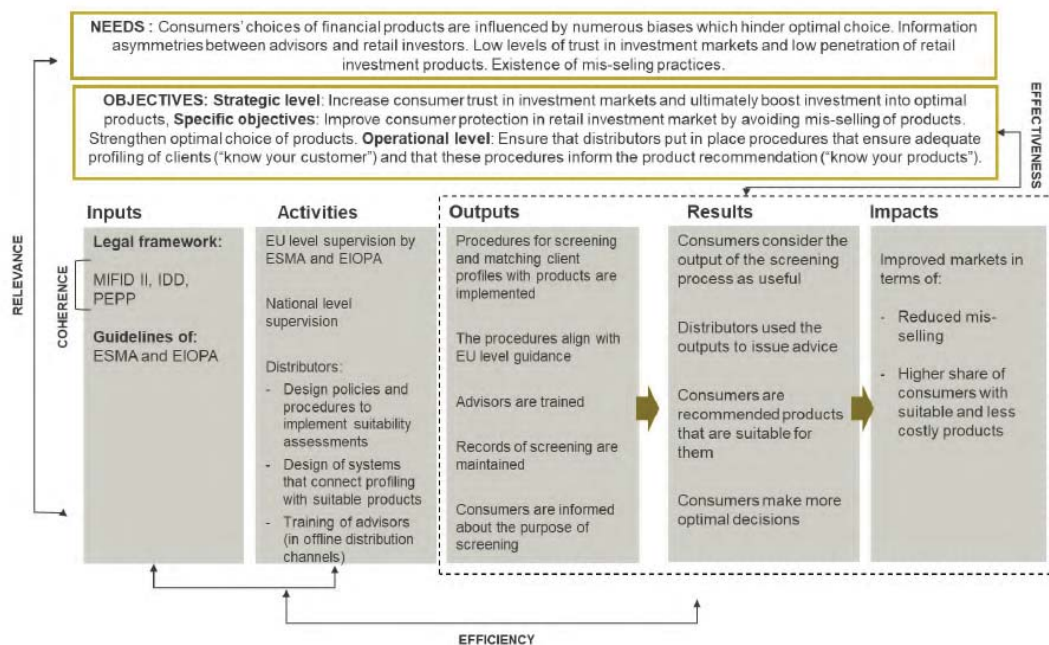 NEEDS : Consumers' choices of financial products are influenced by numerous biases which hinder optimal choice. Information
asymmetries between advisors and retail investors. Low levels of trust in investment markets and low penetration of retail
investment products. Existence of mis-seling practices.
OBJECTIVES: Strategic level: Increase consumer trust in investment markets and ultimately boost investment into optimal
products, Specific objectives: Improve consumer protection in retail investment market by avoiding mis-selling of products.
Strengthen optimal choice of products. Operational level: Ensure that distributors put in place procedures that ensure adequate
profiling of clients ("know your customer") and that these procedures inform the product recommendation ("know your products").
EFFECTIVENESS
RELEVANCE
COHERENCE
Inputs
Legal framework:
MIFID II, IDD,
PEPP
Guidelines of:
ESMA and EIOPA
Activities
EU level supervision by
ESMA and EIOPA
National level
supervision
Distributors:
- Design policies and
procedures to
implement suitability
assessments
- Design of systems
that connect profiling
with suitable products
- Training of advisors
(in offline distribution
channels)
Outputs
Procedures for screening
and matching client
profiles with products are
implemented
The procedures align with
EU level guidance
Advisors are trained
Records of screening are
maintained
Consumers are informed
about the purpose of
screening
Results
Consumers consider the
output of the screening
process as useful
Distributors used the
outputs to issue advice
Consumers are
recommended products
that are suitable for
them
Consumers make more
optimal decisions
Impacts
Improved markets in
terms of:
- Reduced mis-
selling
- Higher share of
consumers with
suitable and less
costly products
EFFICIENCY